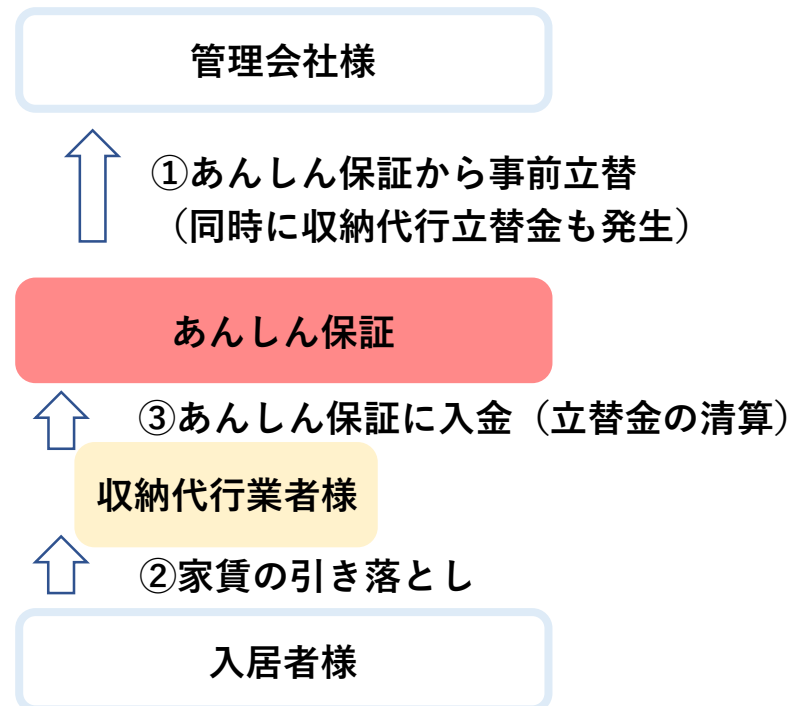 管理会社様
①あんしん保証から事前立替
（同時に収納代行立替金も発生）
あんしん保証
③あんしん保証に入金（立替金の清算）
収納代行業者様
②家賃の引き落とし
入居者様